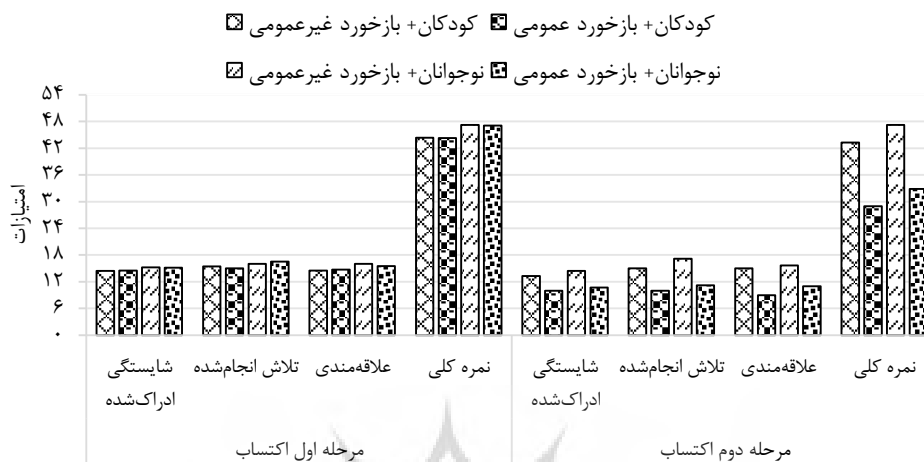 کودکان+ بازخورد عمومی کودکان+ بازخورد غیرعمومی
نوجوانان+ بازخورد عمومی نوجوانان+ بازخورد غیرعمومی
امتیازات
۵۴
۴۸
۴۲
۳۶
۳۰
۲۴
۱۸
۱۲
۶
۰
شایستگی ادراک‌شده
تلاش انجام‌شده
علاقه‌مندی
نمره کلی
شایستگی ادراک‌شده
تلاش انجام‌شده
علاقه‌مندی
نمره کلی
مرحله اول اکتساب
مرحله دوم اکتساب